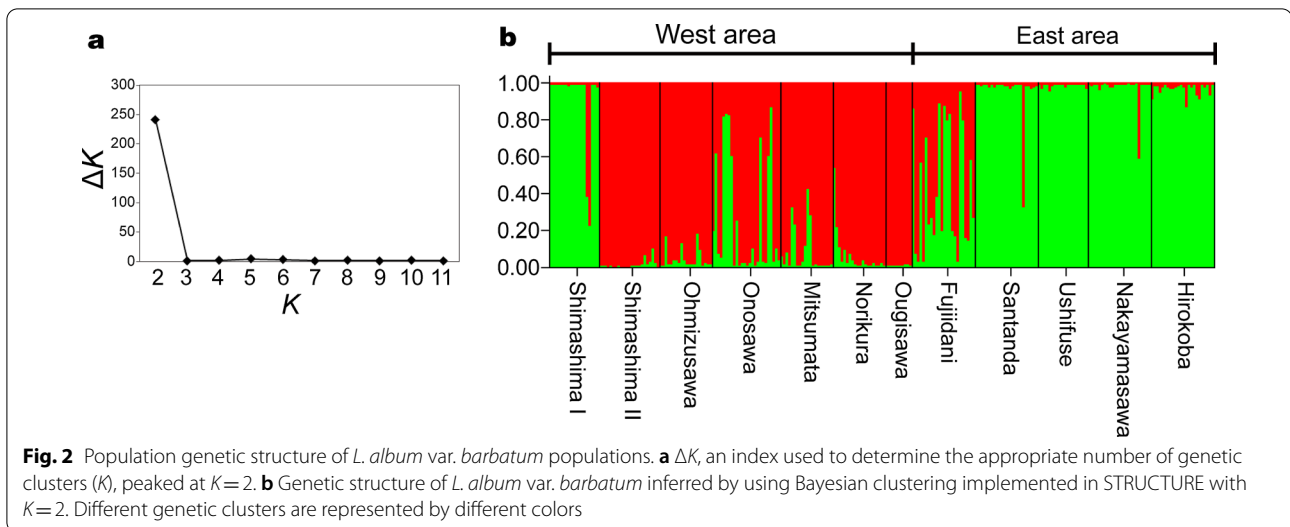 a
300
250
200
150
100
50
0
ΔK
2 3 4 5 6 7 8 9 10 11
K
b
West area East area
1.00
0.80
0.60
0.40
0.20
0.00
Shimashima I
Shimashima II
Ohmizusawa
Onosawa
Mitsumata
Norikura
Ougisawa
Fujiidani
Santanda
Ushifuse
Nakayamasawa
Hirokoba
Fig. 2 Population genetic structure of L. album var. barbatum populations. a ΔK, an index used to determine the appropriate number of genetic
clusters (K), peaked at K = 2. b Genetic structure of L. album var. barbatum inferred by using Bayesian clustering implemented in STRUCTURE with
K = 2. Different genetic clusters are represented by different colors